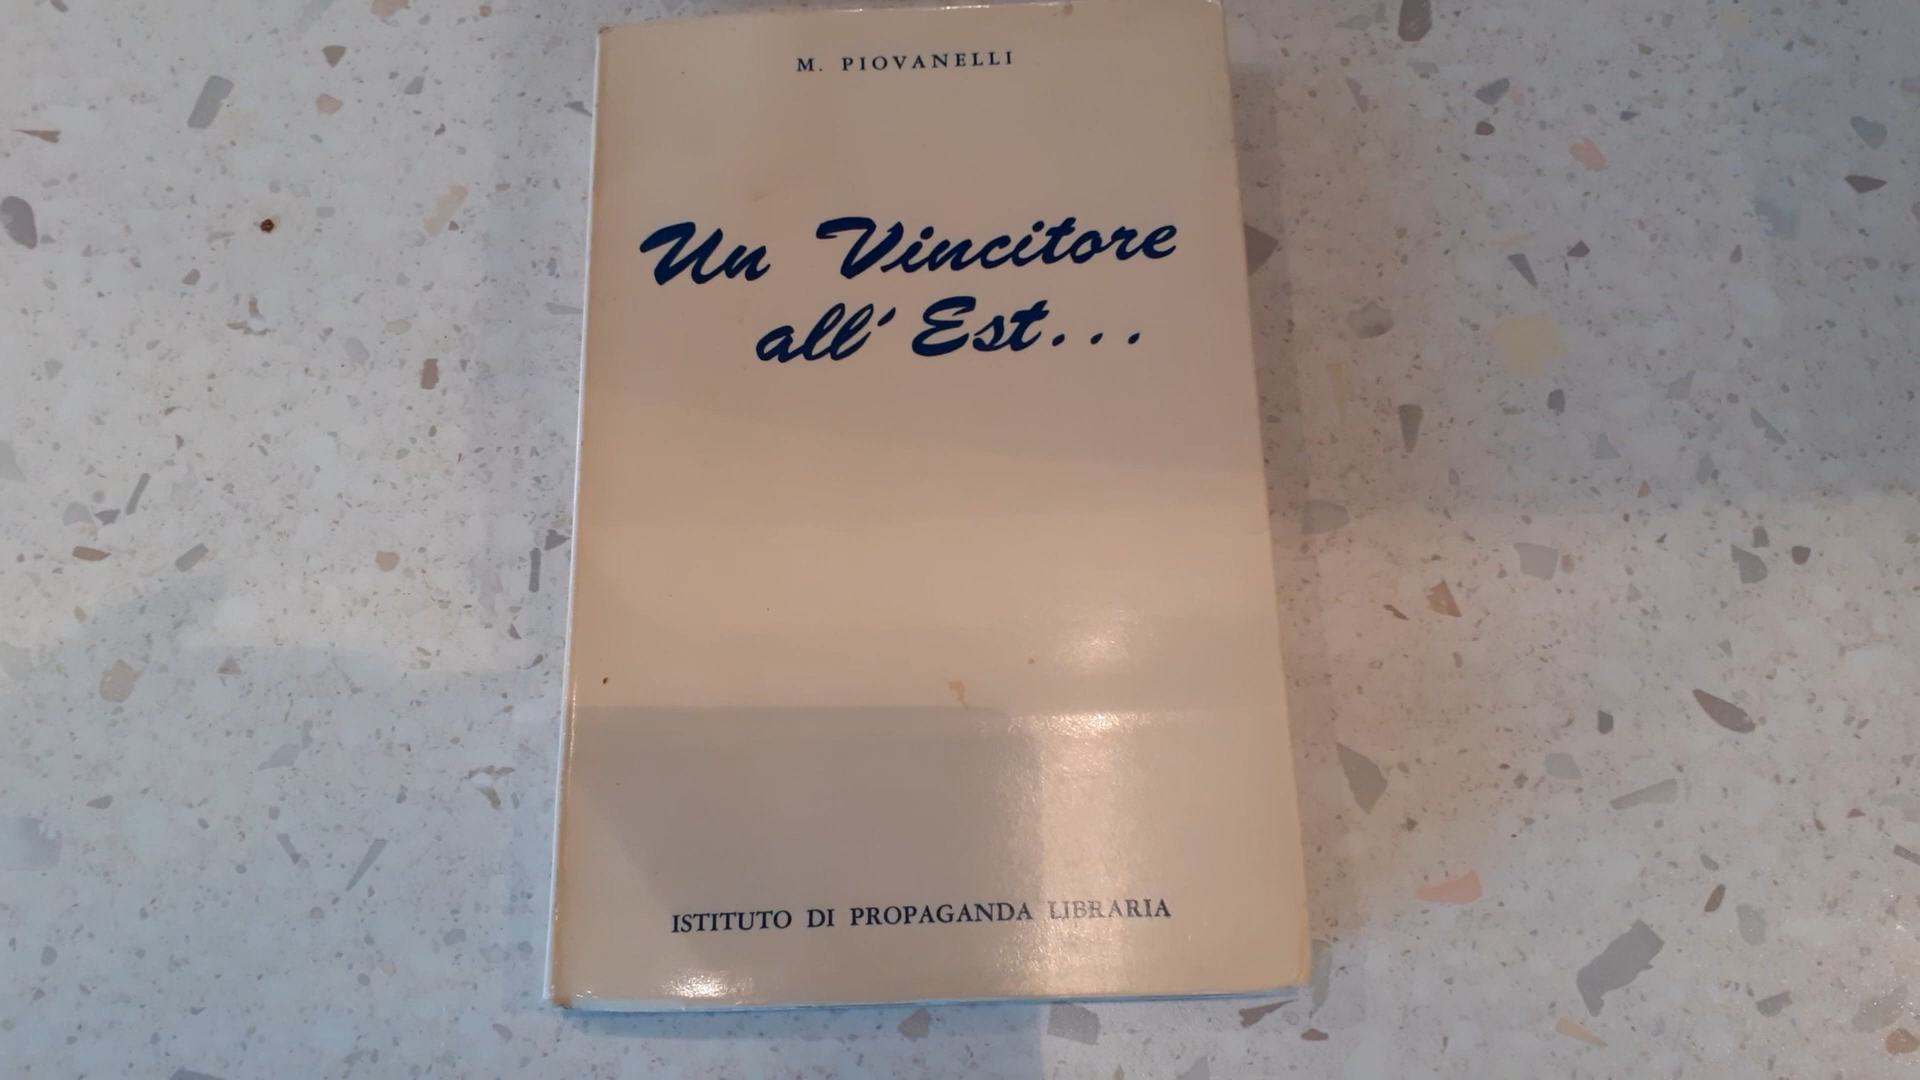 M. PIOVANELLI
Un Vincitore
all' Est...
ISTITUTO DI PROPAGANDA LIBRARIA